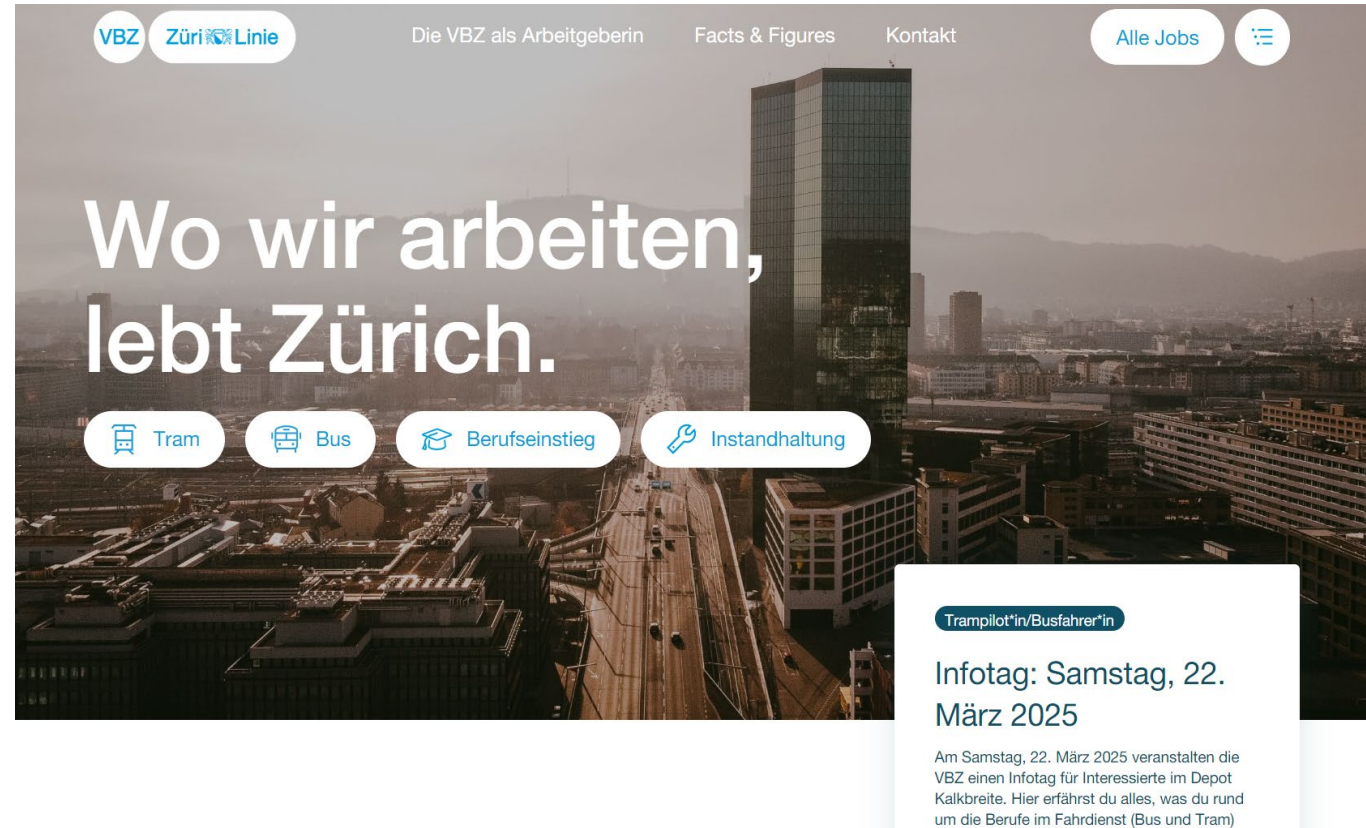 VBZ Züri Linie
Die VBZ als Arbeitgeberin
Facts & Figures
Kontakt
Alle Jobs
Wo wir arbeiten,
lebt Zürich.
Tram
Bus
Berufseinstieg
Instandhaltung
Trampilot*in/Busfahrer*in
Infotag: Samstag, 22.
März 2025
Am Samstag, 22. März 2025 veranstalten die
VBZ einen Infotag für Interessierte im Depot
Kalkbreite. Hier erfährst du alles, was du rund
um die Berufe im Fahrdienst (Bus und Tram)